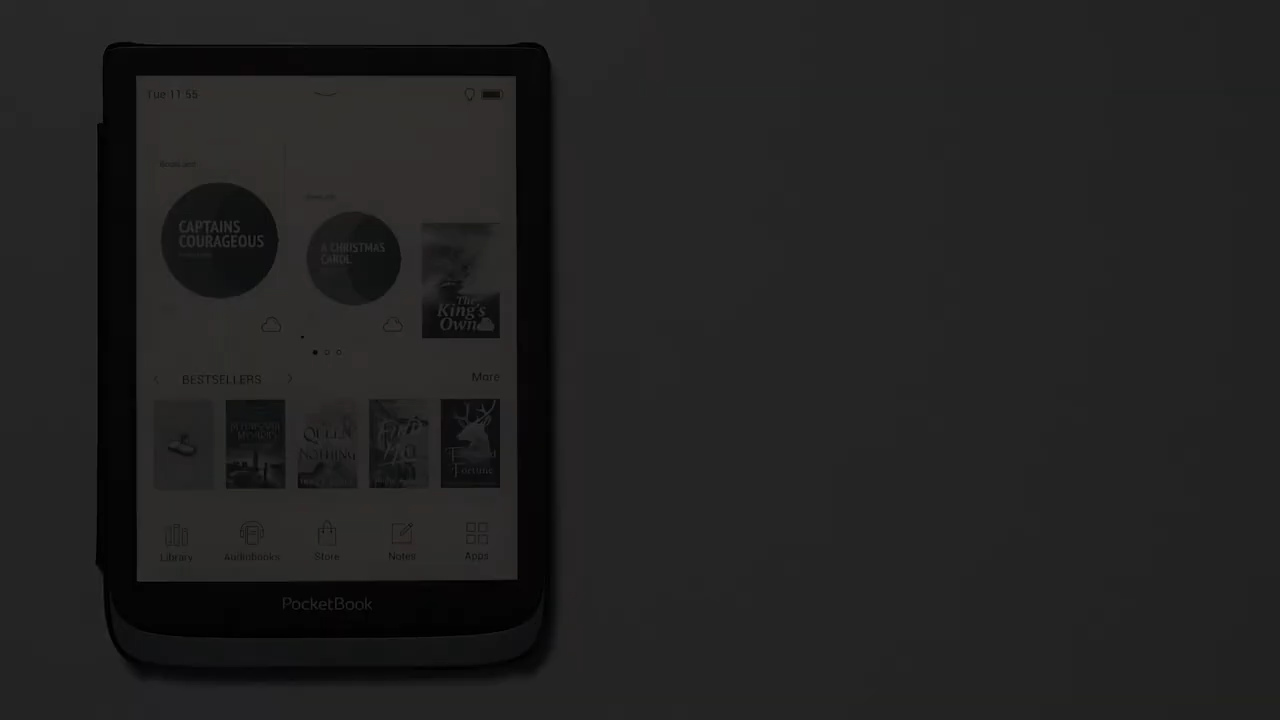 Tue 11:55
CAPTAINS
COURAGEOUS
A CHRISTMAS
CAROL
The
King's
Own
BESTSELLERS
More
QUEEN
NOTHING
Fortune
Library
Audiobooks
Store
Notes
Apps
PocketBook